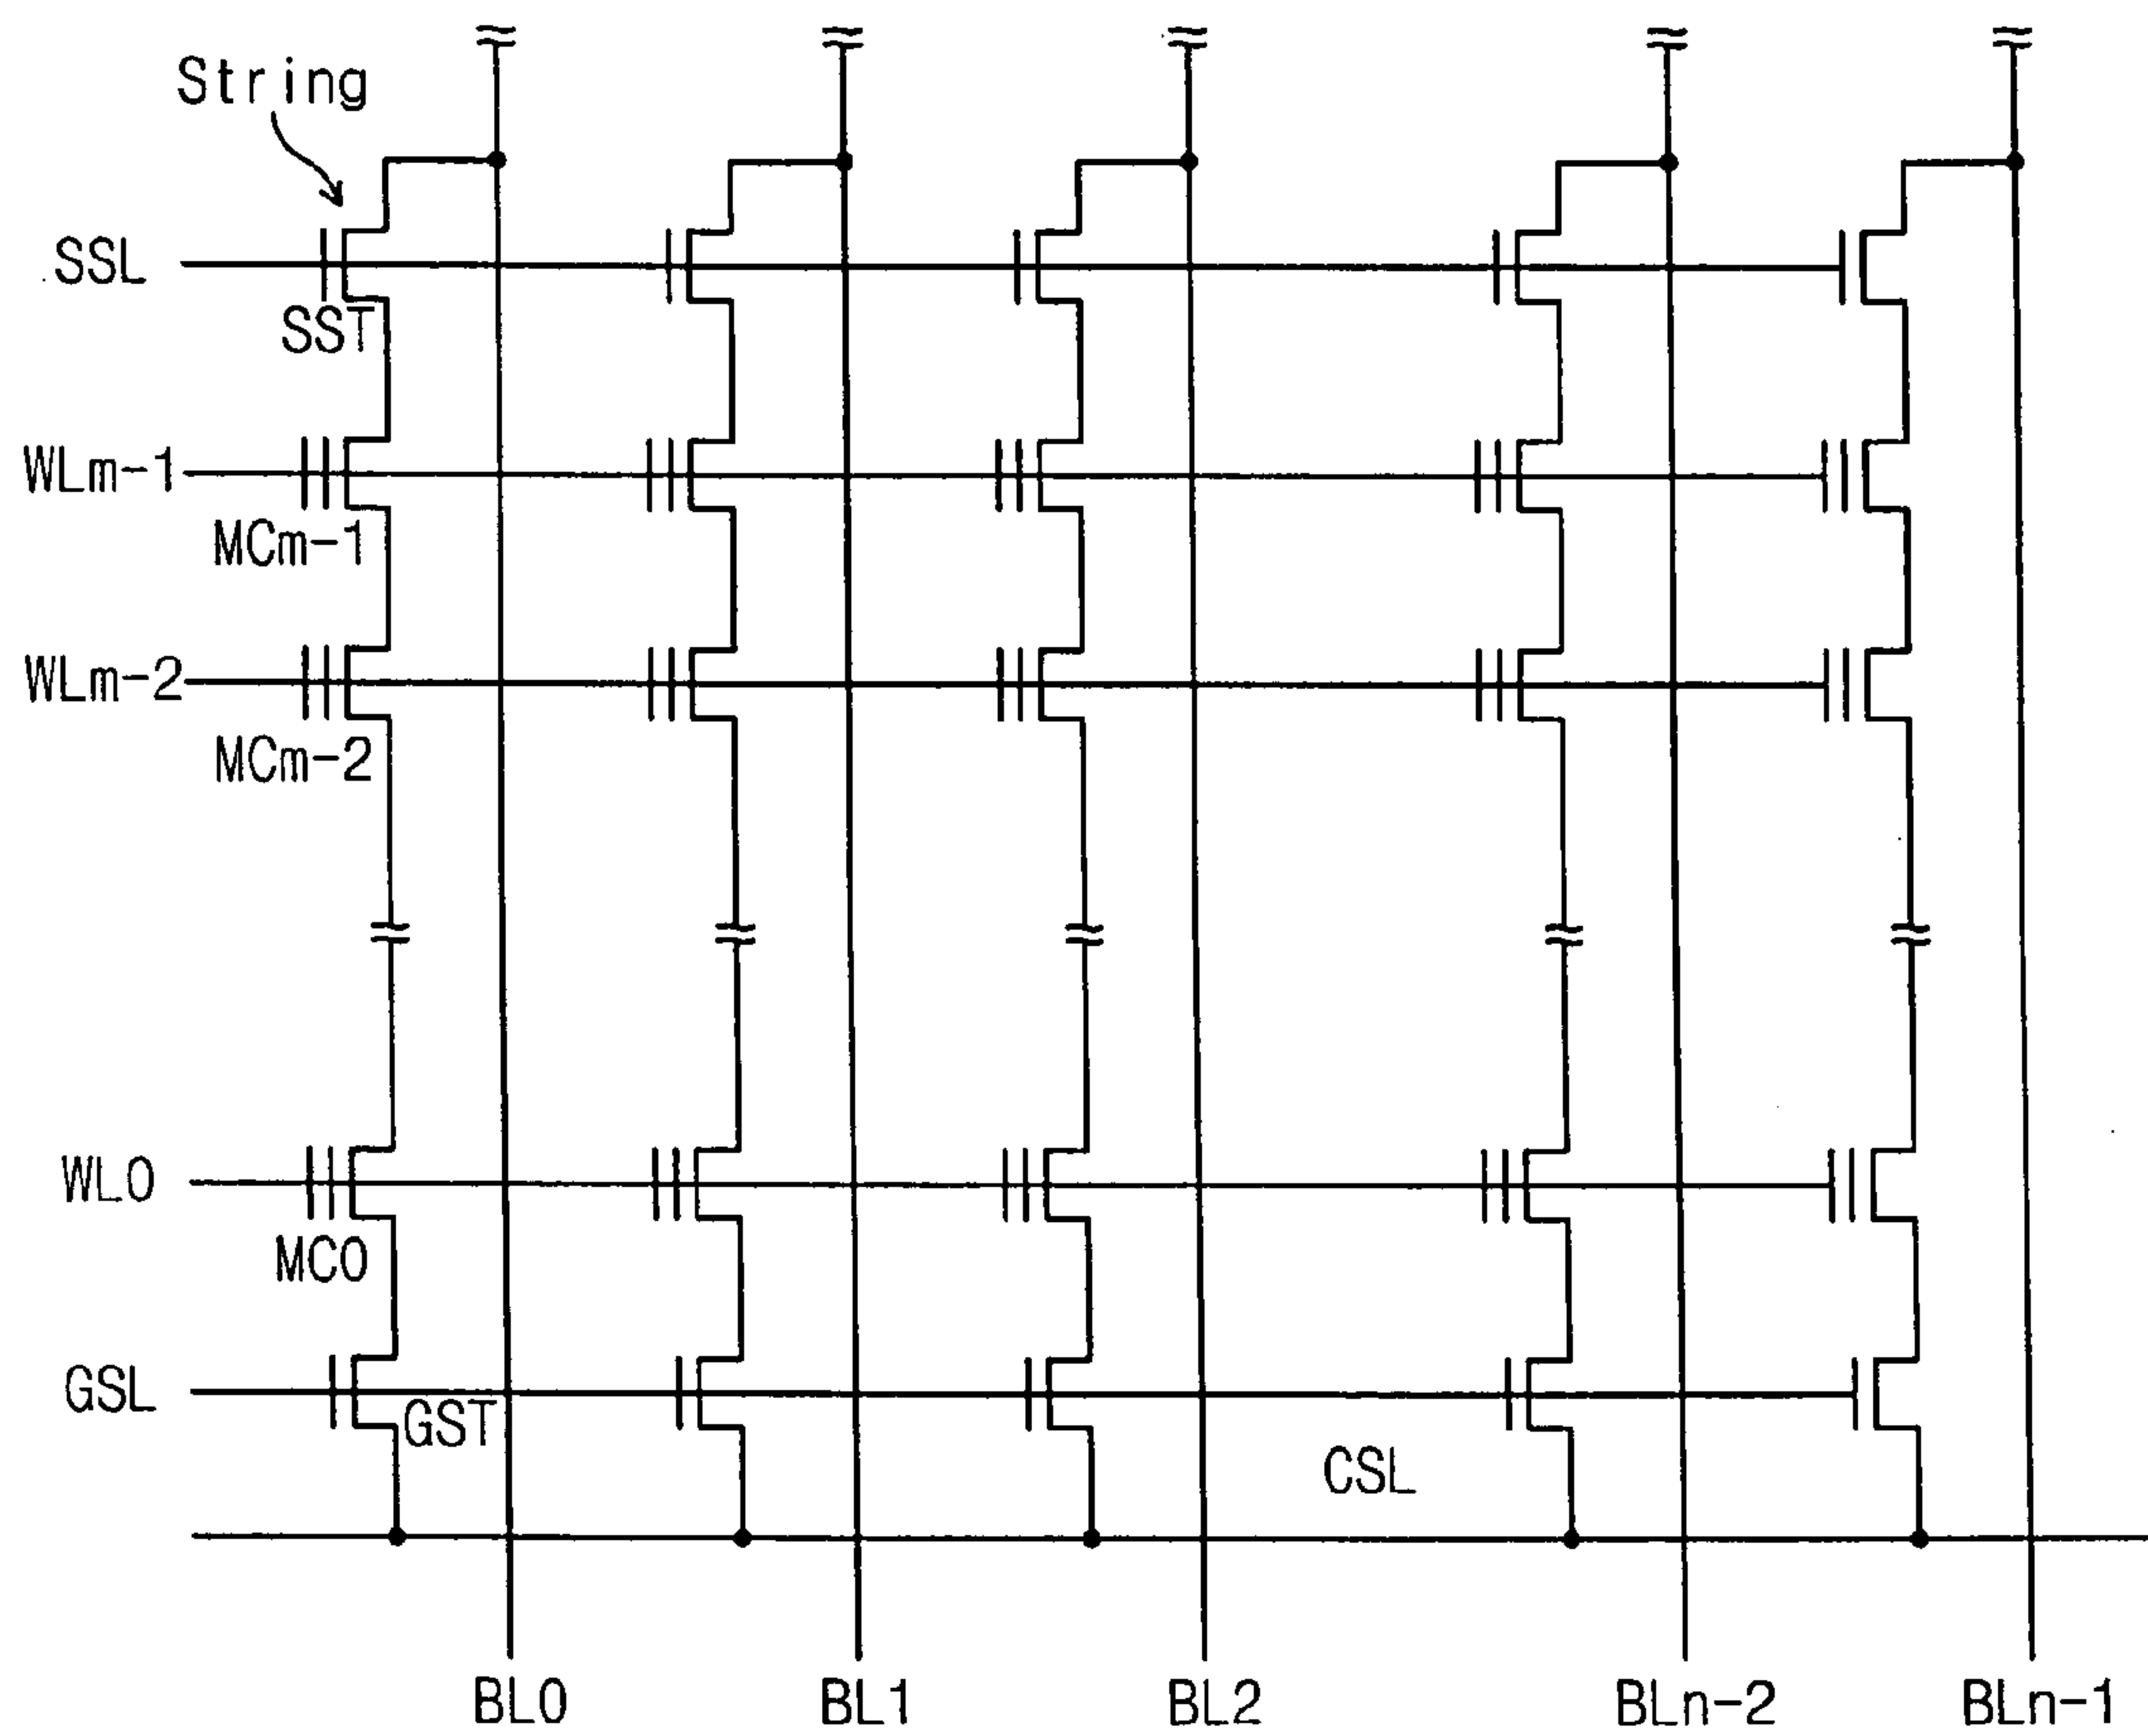 String
SSL
SST
WLm-1
MCm-1
WLm-2
MCm-2
WL0
MC0
GSL
GST
CSL
BL0 BL1 BL2 BLn-2 BLn-1